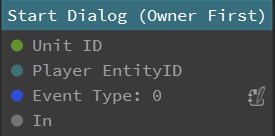 Start Dialog (Owner First)
Unit ID
Player EntityID
Event Type: 0
In